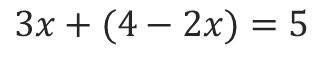 3x + (4 − 2x) = 5